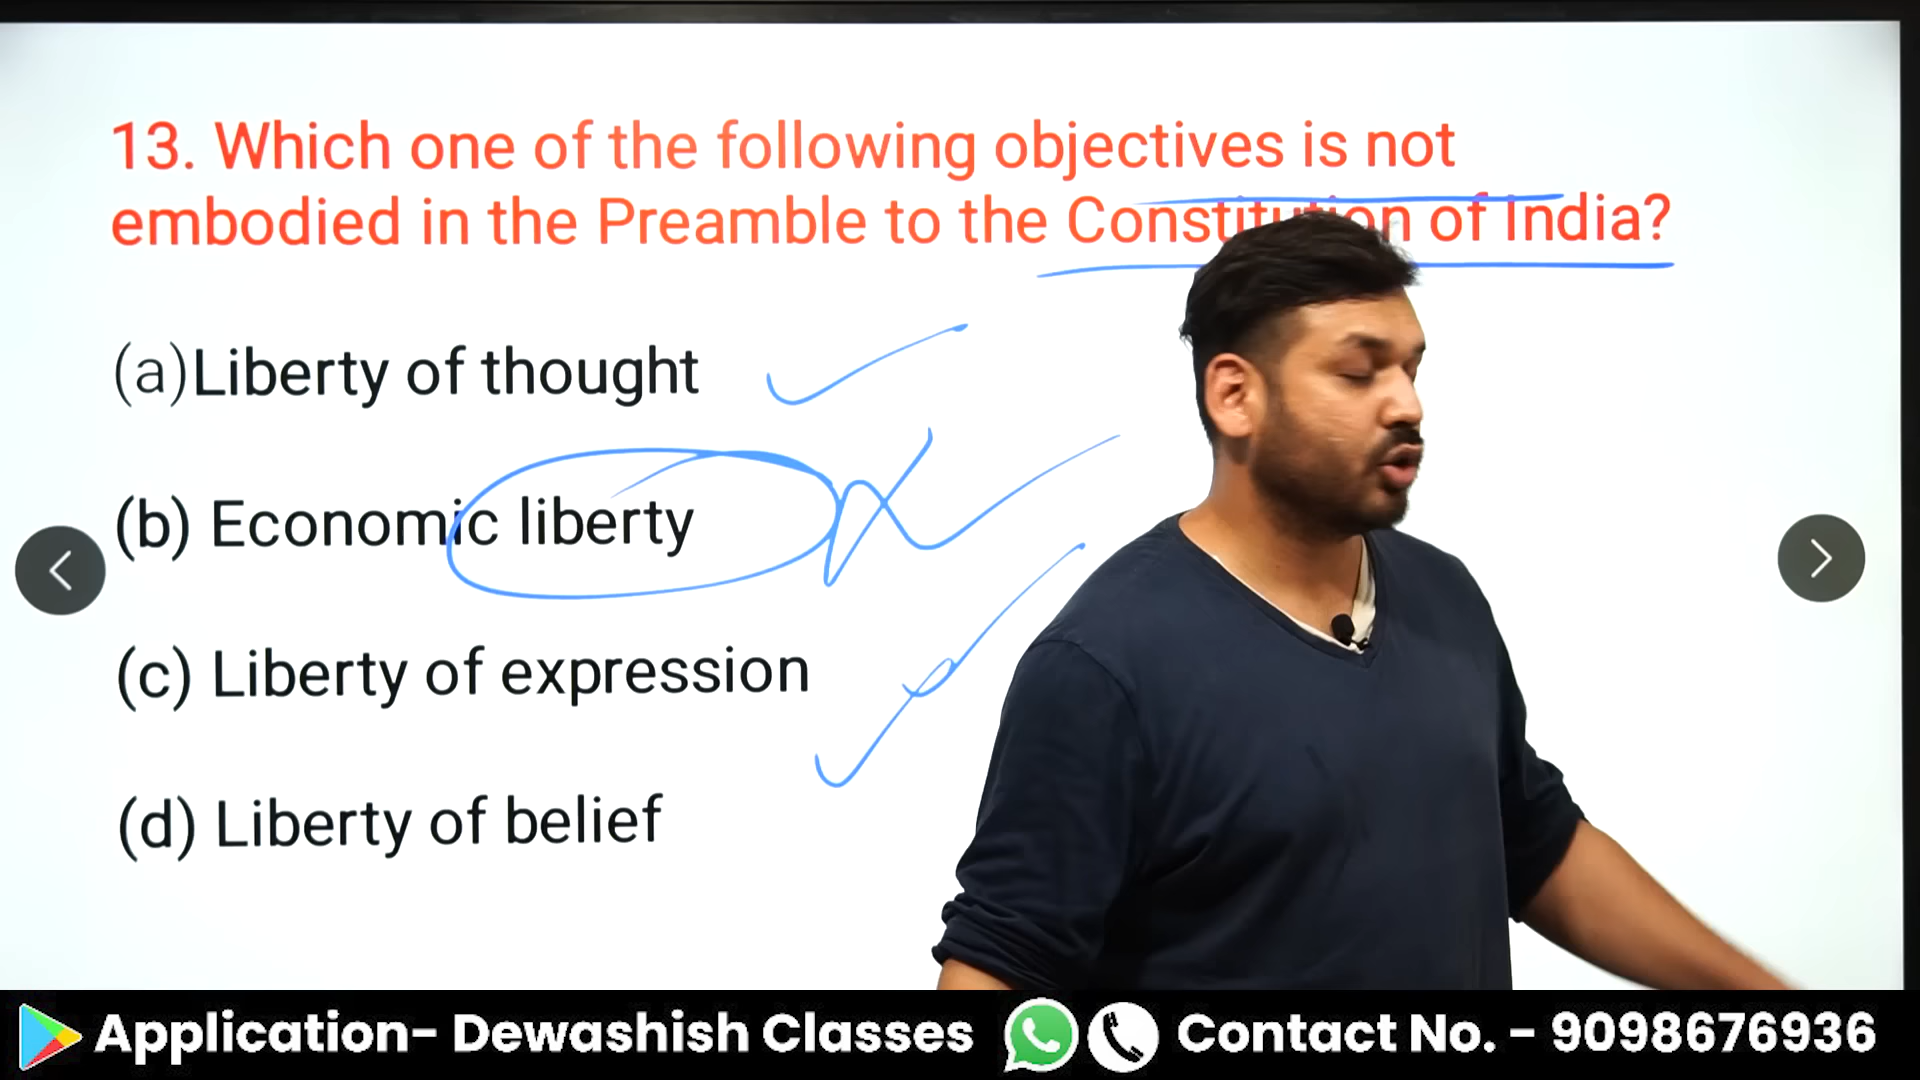 13. Which one of the following objectives is not
embodied in the Preamble to the Constitution of India?
(a)Liberty of thought
(b) Economic liberty
(c) Liberty of expression
(d) Liberty of belief
Application- Dewashish Classes
Contact No. - 9098676936